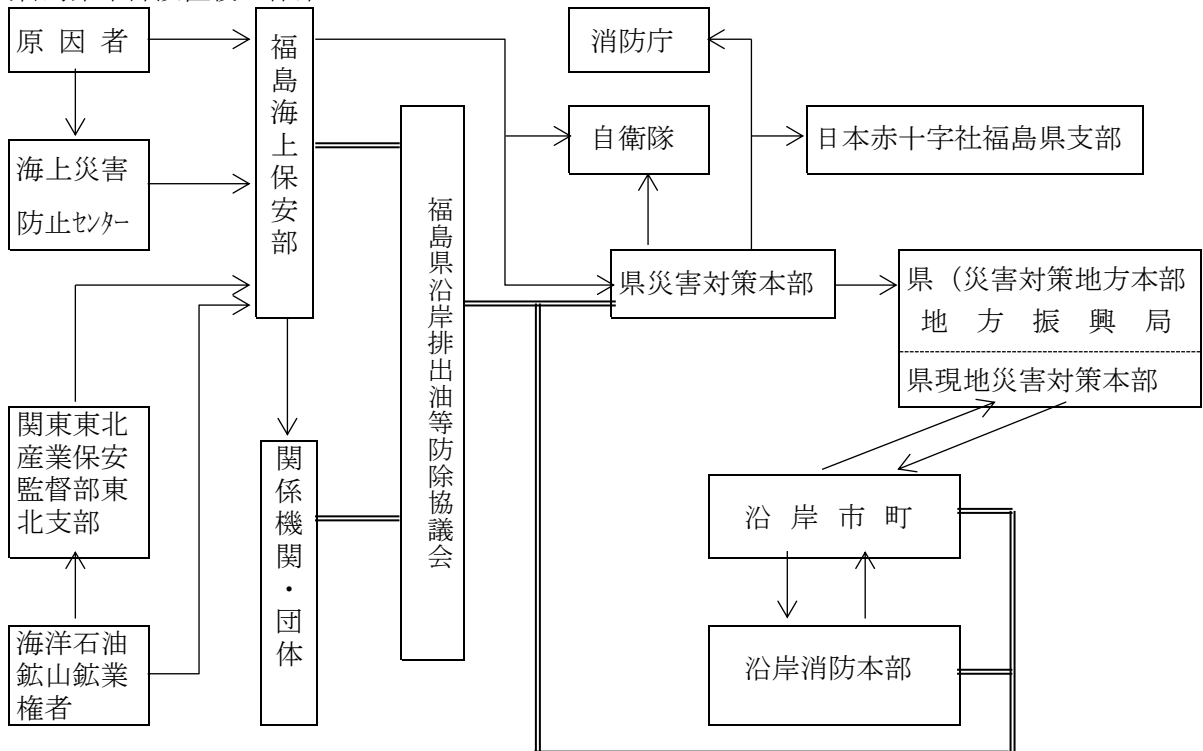 原因者
海上災害
防止センター
関東東北
産業保安
監督部東
北支部
海洋石油
鉱山鉱業
権者
福島海上保安部
関係機関・団体
福島県沿岸排出油等防除協議会
消防庁
自衛隊
日本赤十字社福島県支部
県災害対策本部
県（災害対策地方本部
地方振興局
県現地災害対策本部
沿岸市町
沿岸消防本部